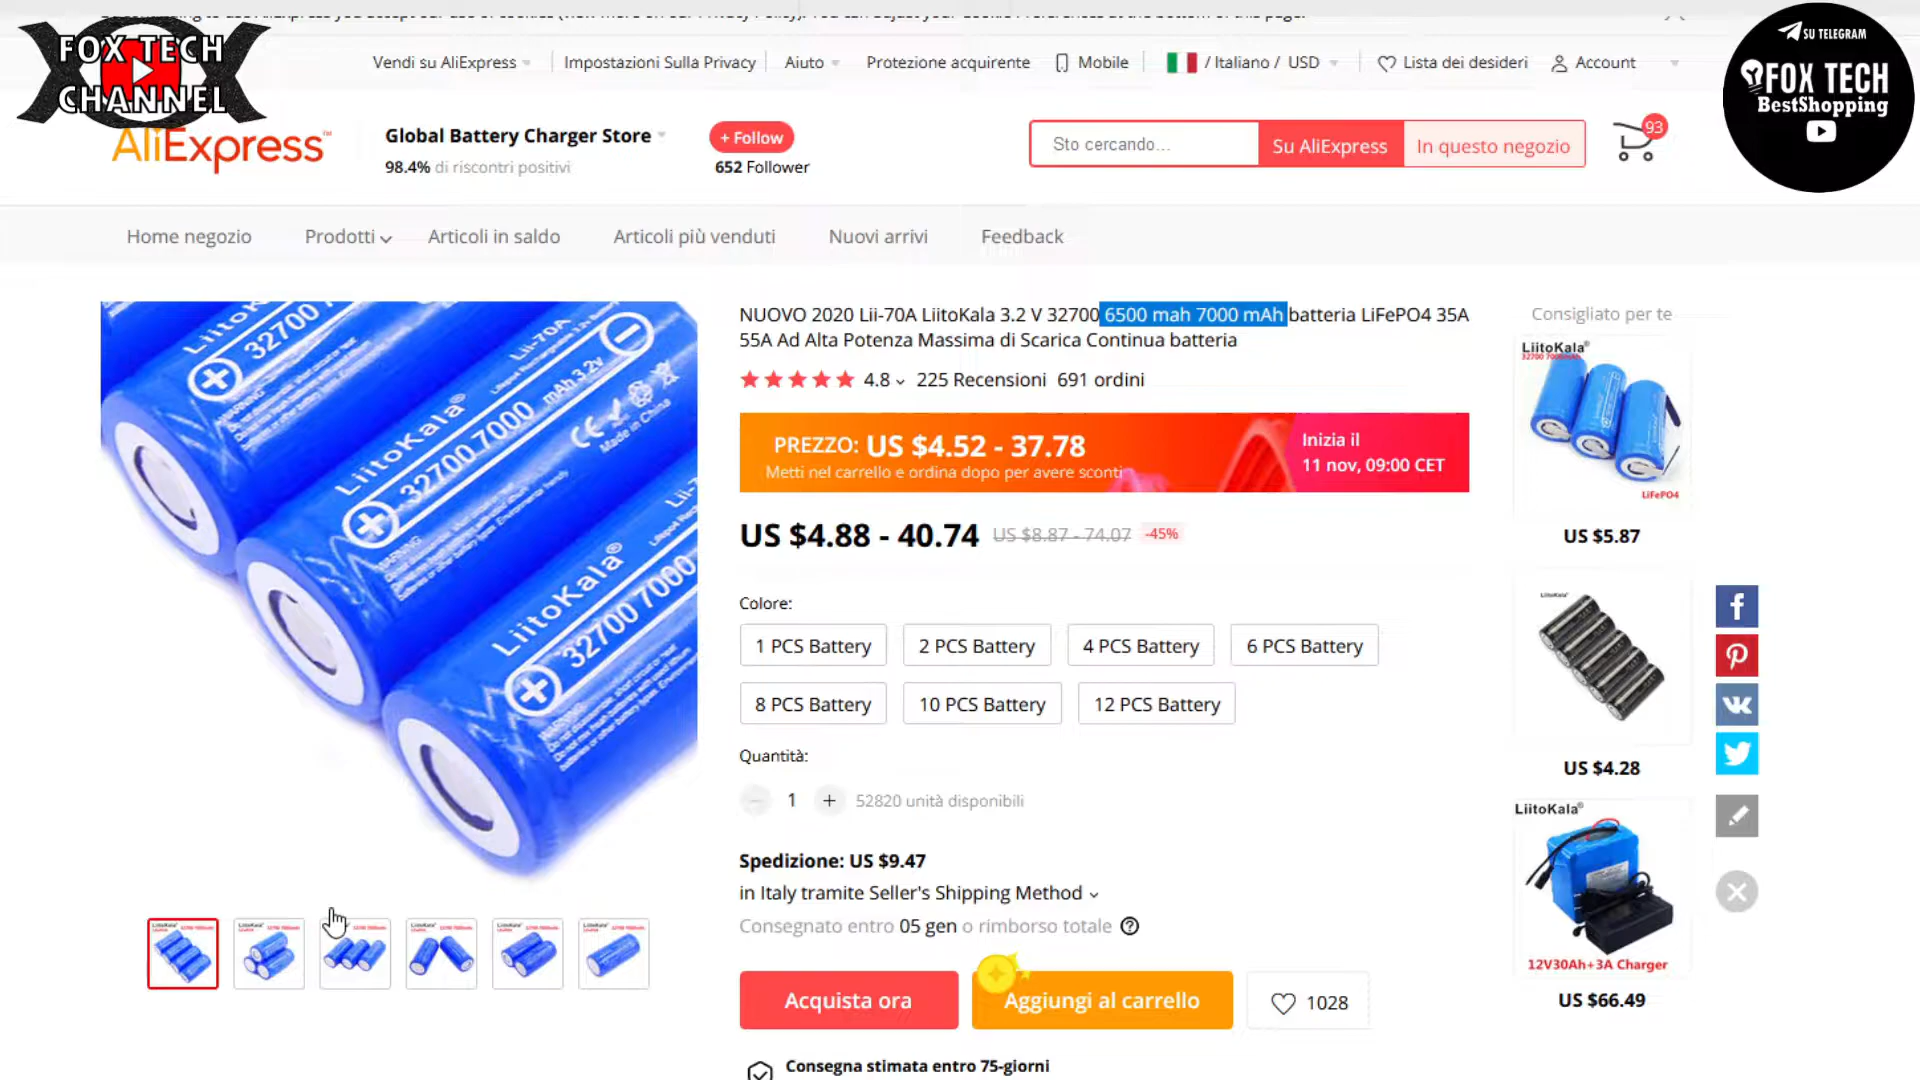 FOX TECH
CHANNEL
SU TELEGRAM
FOX TECH
BestShopping
Vendi su AliExpress
Impostazioni Sulla Privacy
Aiuto
Protezione acquirente
Mobile
/ Italiano / USD
Lista dei desideri
Account
AliExpress™
Global Battery Charger Store
+ Follow
98.4% di riscontri positivi
652 Follower
Sto cercando...
Su AliExpress
In questo negozio
93
Home negozio
Prodotti
Articoli in saldo
Articoli più venduti
Nuovi arrivi
Feedback
LiitoKala® 32700 7000 mAh 3.2v
Lii-70A
CE
Made in China
LiitoKala®
32700 7000
NUOVO 2020 Lii-70A LiitoKala 3.2 V 32700 6500 mah 7000 mAh batteria LiFePO4 35A
55A Ad Alta Potenza Massima di Scarica Continua batteria
4.8
225 Recensioni
691 ordini
PREZZO: US $4.52 - 37.78
Metti nel carrello e ordina dopo per avere sconti
Inizia il
11 nov, 09:00 CET
US $4.88 - 40.74
US $8.87 - 74.07
-45%
Colore:
1 PCS Battery
2 PCS Battery
4 PCS Battery
6 PCS Battery
8 PCS Battery
10 PCS Battery
12 PCS Battery
Quantità:
1
+
52820 unità disponibili
Spedizione: US $9.47
in Italy tramite Seller's Shipping Method
Consegnato entro 05 gen o rimborso totale
Acquista ora
Aggiungi al carrello
1028
Consegna stimata entro 75-giorni
Consigliato per te
LiitoKala®
32700 7000mAh
LiFePO4
US $5.87
LiitoKala®
US $4.28
LiitoKala®
12V30Ah+3A Charger
US $66.49